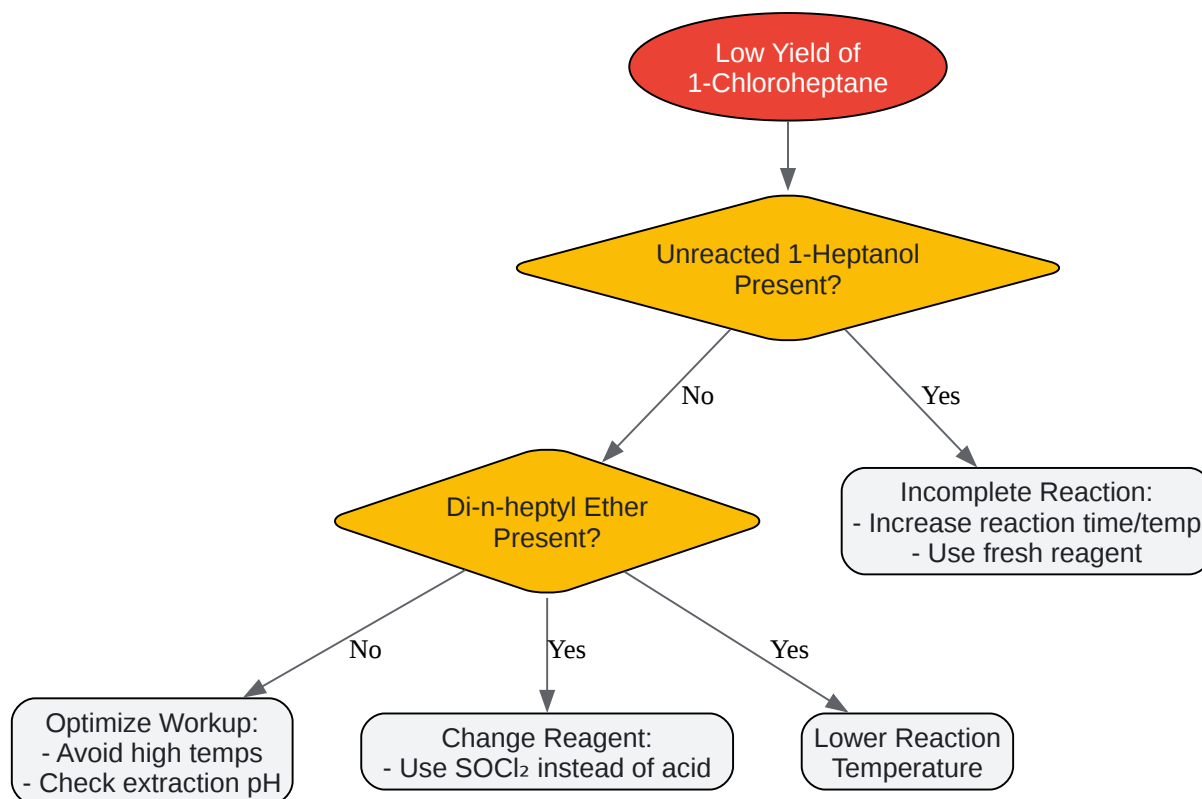 Low Yield of
1-Chloroheptane
Unreacted 1-Heptanol
Present?
No
Yes
Di-n-heptyl Ether
Present?
Incomplete Reaction:
- Increase reaction time/temp
- Use fresh reagent
No
Yes
Yes
Optimize Workup:
- Avoid high temps
- Check extraction pH
Change Reagent:
- Use SOCl₂ instead of acid
Lower Reaction
Temperature